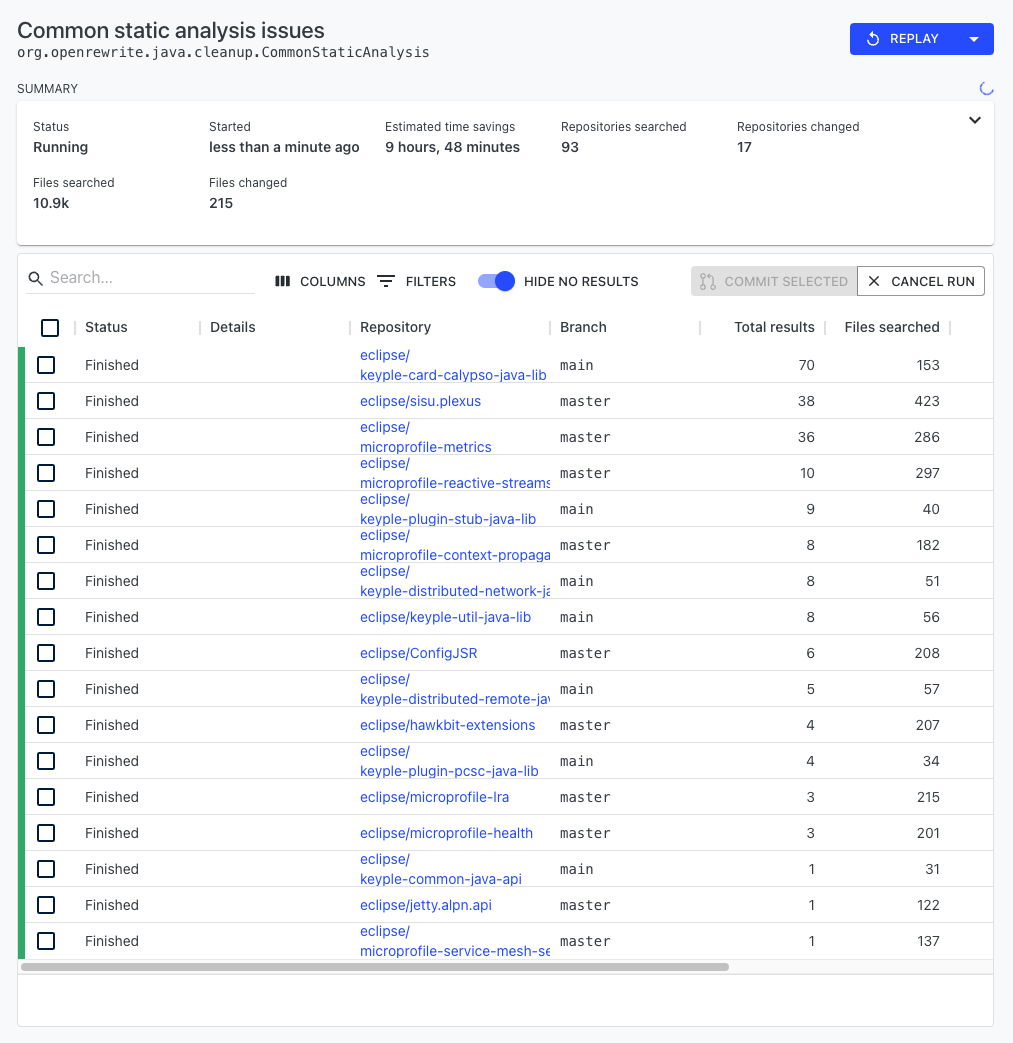 Common static analysis issues
org.openrewrite.java.cleanup.CommonStaticAnalysis
REPLAY
SUMMARY
Status Started Estimated time savings Repositories searched Repositories changed
Running less than a minute ago 9 hours, 48 minutes 93 17
Files searched Files changed
10.9k 215
Search... COLUMNS FILTERS HIDE NO RESULTS COMMIT SELECTED CANCEL RUN
Status Details Repository Branch Total results Files searched
Finished eclipse/
keyple-card-calypso-java-lib main 70 153
Finished eclipse/sisu.plexus master 38 423
Finished eclipse/
microprofile-metrics master 36 286
Finished eclipse/
microprofile-reactive-streams master 10 297
Finished eclipse/
keyple-plugin-stub-java-lib main 9 40
Finished eclipse/
microprofile-context-propaga master 8 182
Finished eclipse/
keyple-distributed-network-ja main 8 51
Finished eclipse/keyple-util-java-lib main 8 56
Finished eclipse/ConfigJSR master 6 208
Finished eclipse/
keyple-distributed-remote-jav main 5 57
Finished eclipse/hawkbit-extensions master 4 207
Finished eclipse/
keyple-plugin-pcsc-java-lib main 4 34
Finished eclipse/microprofile-lra master 3 215
Finished eclipse/microprofile-health master 3 201
Finished eclipse/
keyple-common-java-api main 1 31
Finished eclipse/jetty.alpn.api master 1 122
Finished eclipse/
microprofile-service-mesh-se master 1 137